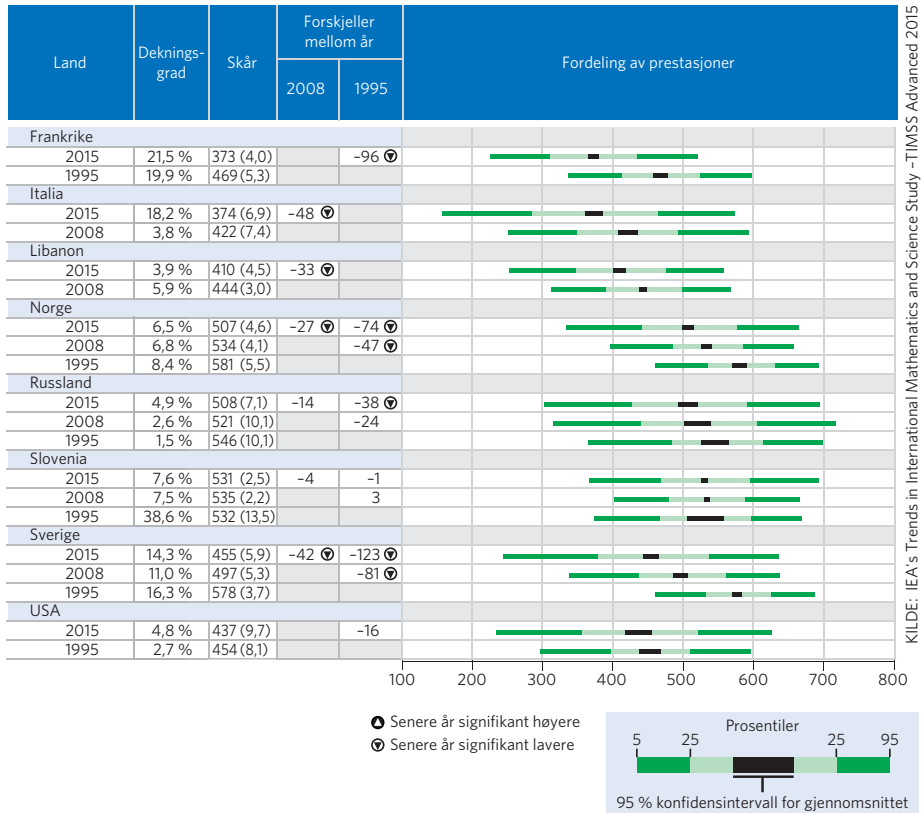 Land Deknings-grad Skår Forskjeller mellom år Fordeling av prestasjoner
2008 1995
Frankrike
2015 21,5 % 373 (4,0) –96
1995 19,9 % 469 (5,3)
Italia
2015 18,2 % 374 (6,9) –48
2008 3,8 % 422 (7,4)
Libanon
2015 3,9 % 410 (4,5) –33
2008 5,9 % 444 (3,0)
Norge
2015 6,5 % 507 (4,6) –27 –74
2008 6,8 % 534 (4,1) –47
1995 8,4 % 581 (5,5)
Russland
2015 4,9 % 508 (7,1) –14 –38
2008 2,6 % 521 (10,1) –24
1995 1,5 % 546 (10,1)
Slovenia
2015 7,6 % 531 (2,5) –4 –1
2008 7,5 % 535 (2,2) 3
1995 38,6 % 532 (13,5)
Sverige
2015 14,3 % 455 (5,9) –42 –123
2008 11,0 % 497 (5,3) –81
1995 16,3 % 578 (3,7)
USA
2015 4,8 % 437 (9,7) –16
1995 2,7 % 454 (8,1)
100 200 300 400 500 600 700 800
Senere år signifikant høyere
Senere år signifikant lavere
Prosentiler
5 25 25 95
95 % konfidensintervall for gjennomsnittet
KILDE: IEA's Trends in International Mathematics and Science Study –TIMSS Advanced 2015